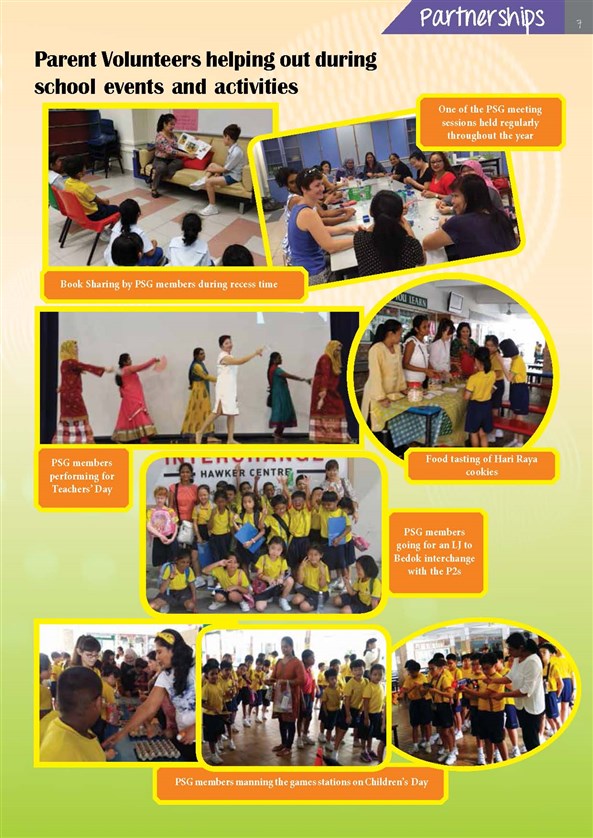 Partnerships
7
Parent Volunteers helping out during
school events and activities
One of the PSG meeting
sessions held regularly
throughout the year
Book Sharing by PSG members during recess time
YOU LEARN
PSG members
performing for
Teachers' Day
Food tasting of Hari Raya
cookies
INTERCHANGE
HAWKER CENTRE
PSG members
going for an LJ to
Bedok interchange
with the P2s
PSG members manning the games stations on Children's Day